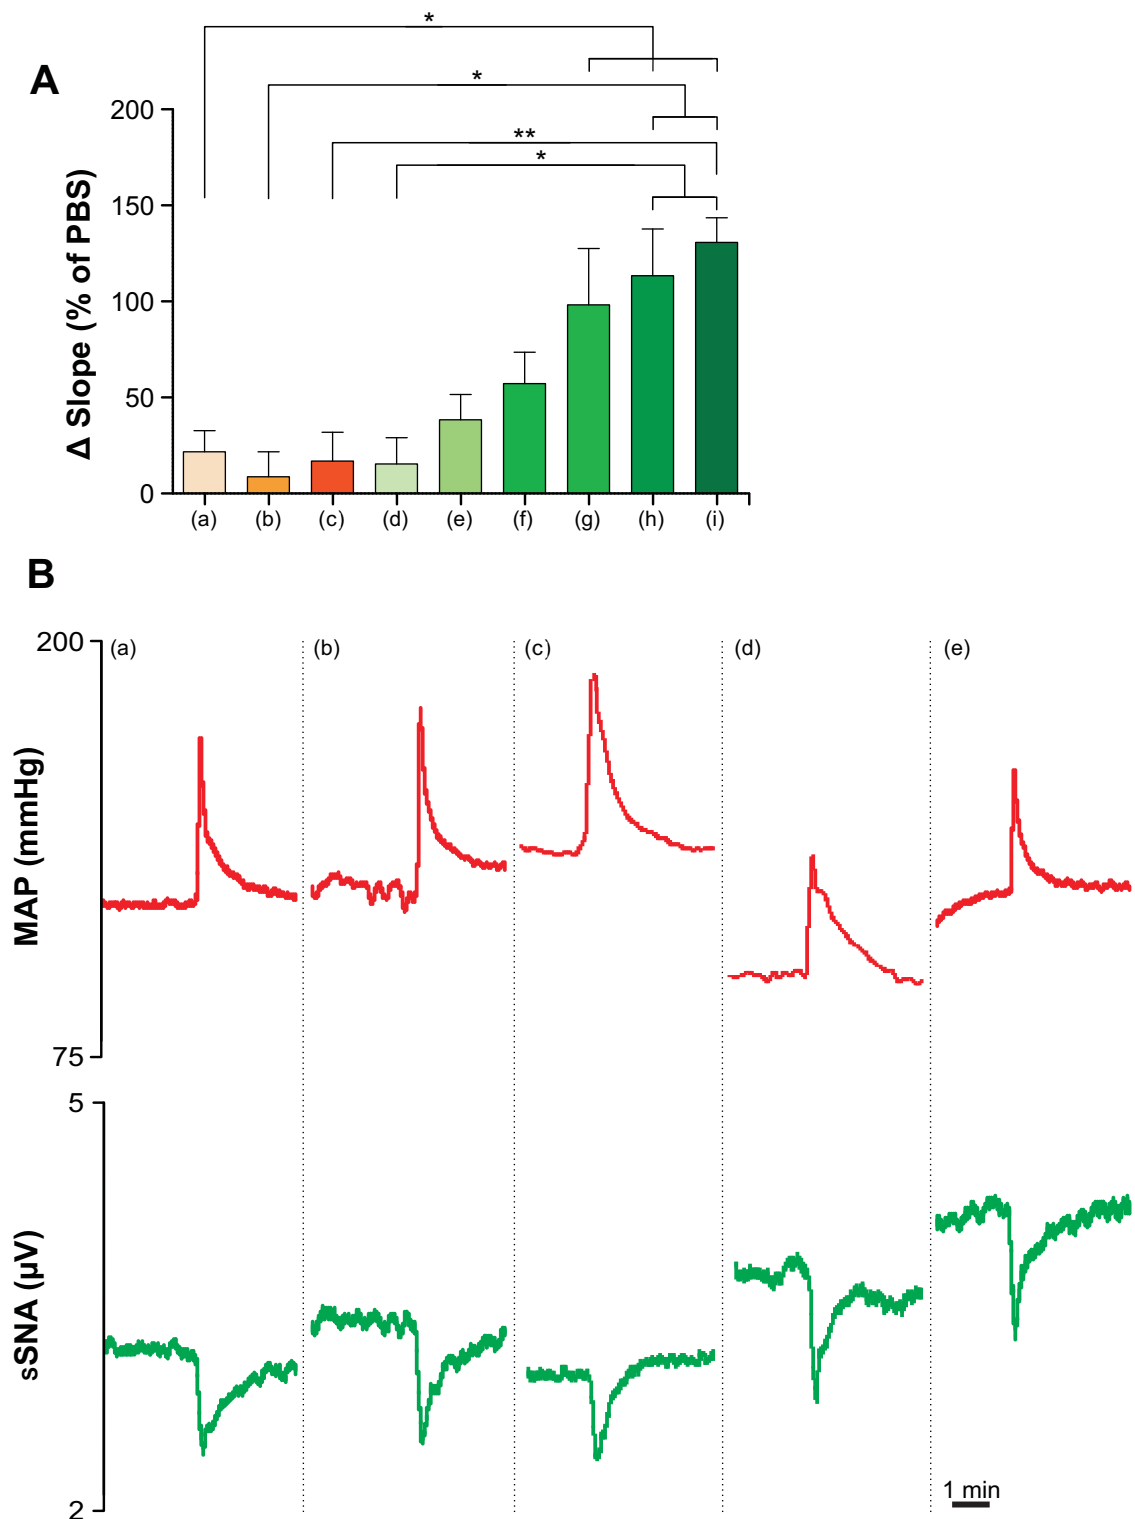 *
A
*
200
**
*
150
Δ Slope (% of PBS)
100
50
0
(a) (b) (c) (d) (e) (f) (g) (h) (i)
B
200
(a) (b) (c) (d) (e)
MAP (mmHg)
75
5
sSNA (μV)
1 min
2